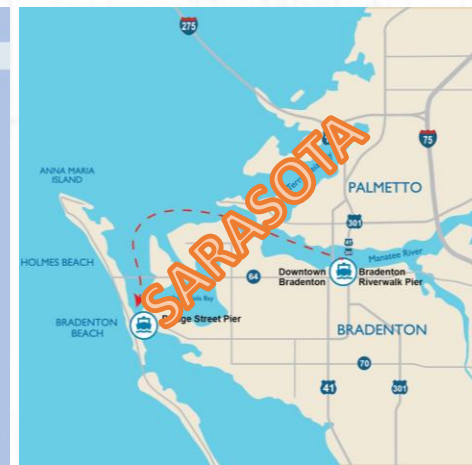 275
75
ANNA MARIA
ISLAND
SARASOTA
PALMETTO
301
41
Manatee River
HOLMES BEACH
64
Downtown
Bradenton
Bradenton
Riverwalk Pier
BRADENTON
BEACH
Street Pier
BRADENTON
70
41
301